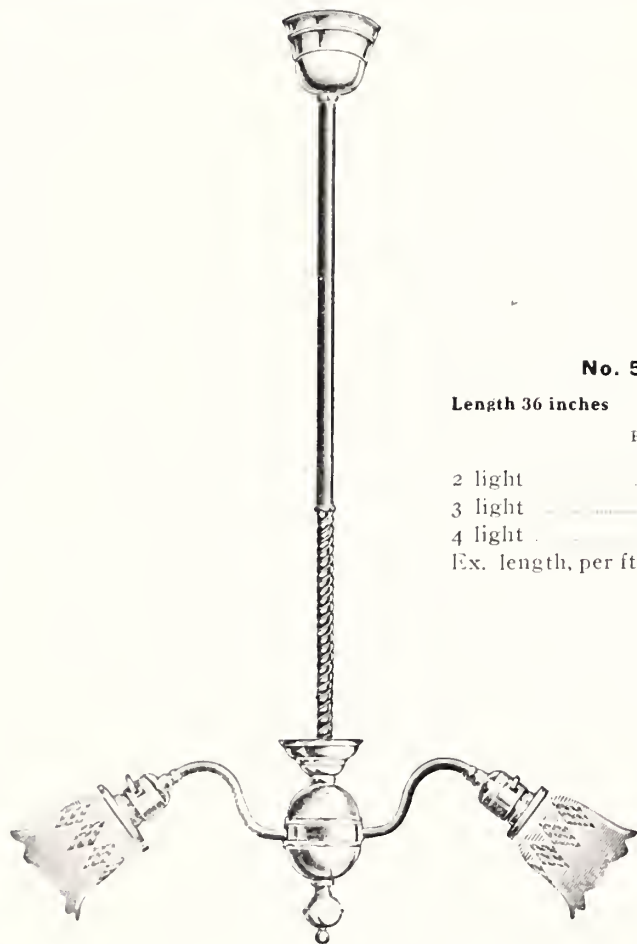 No. 5
Length 36 inches
2 light
3 light
4 light
Ex. length, per ft